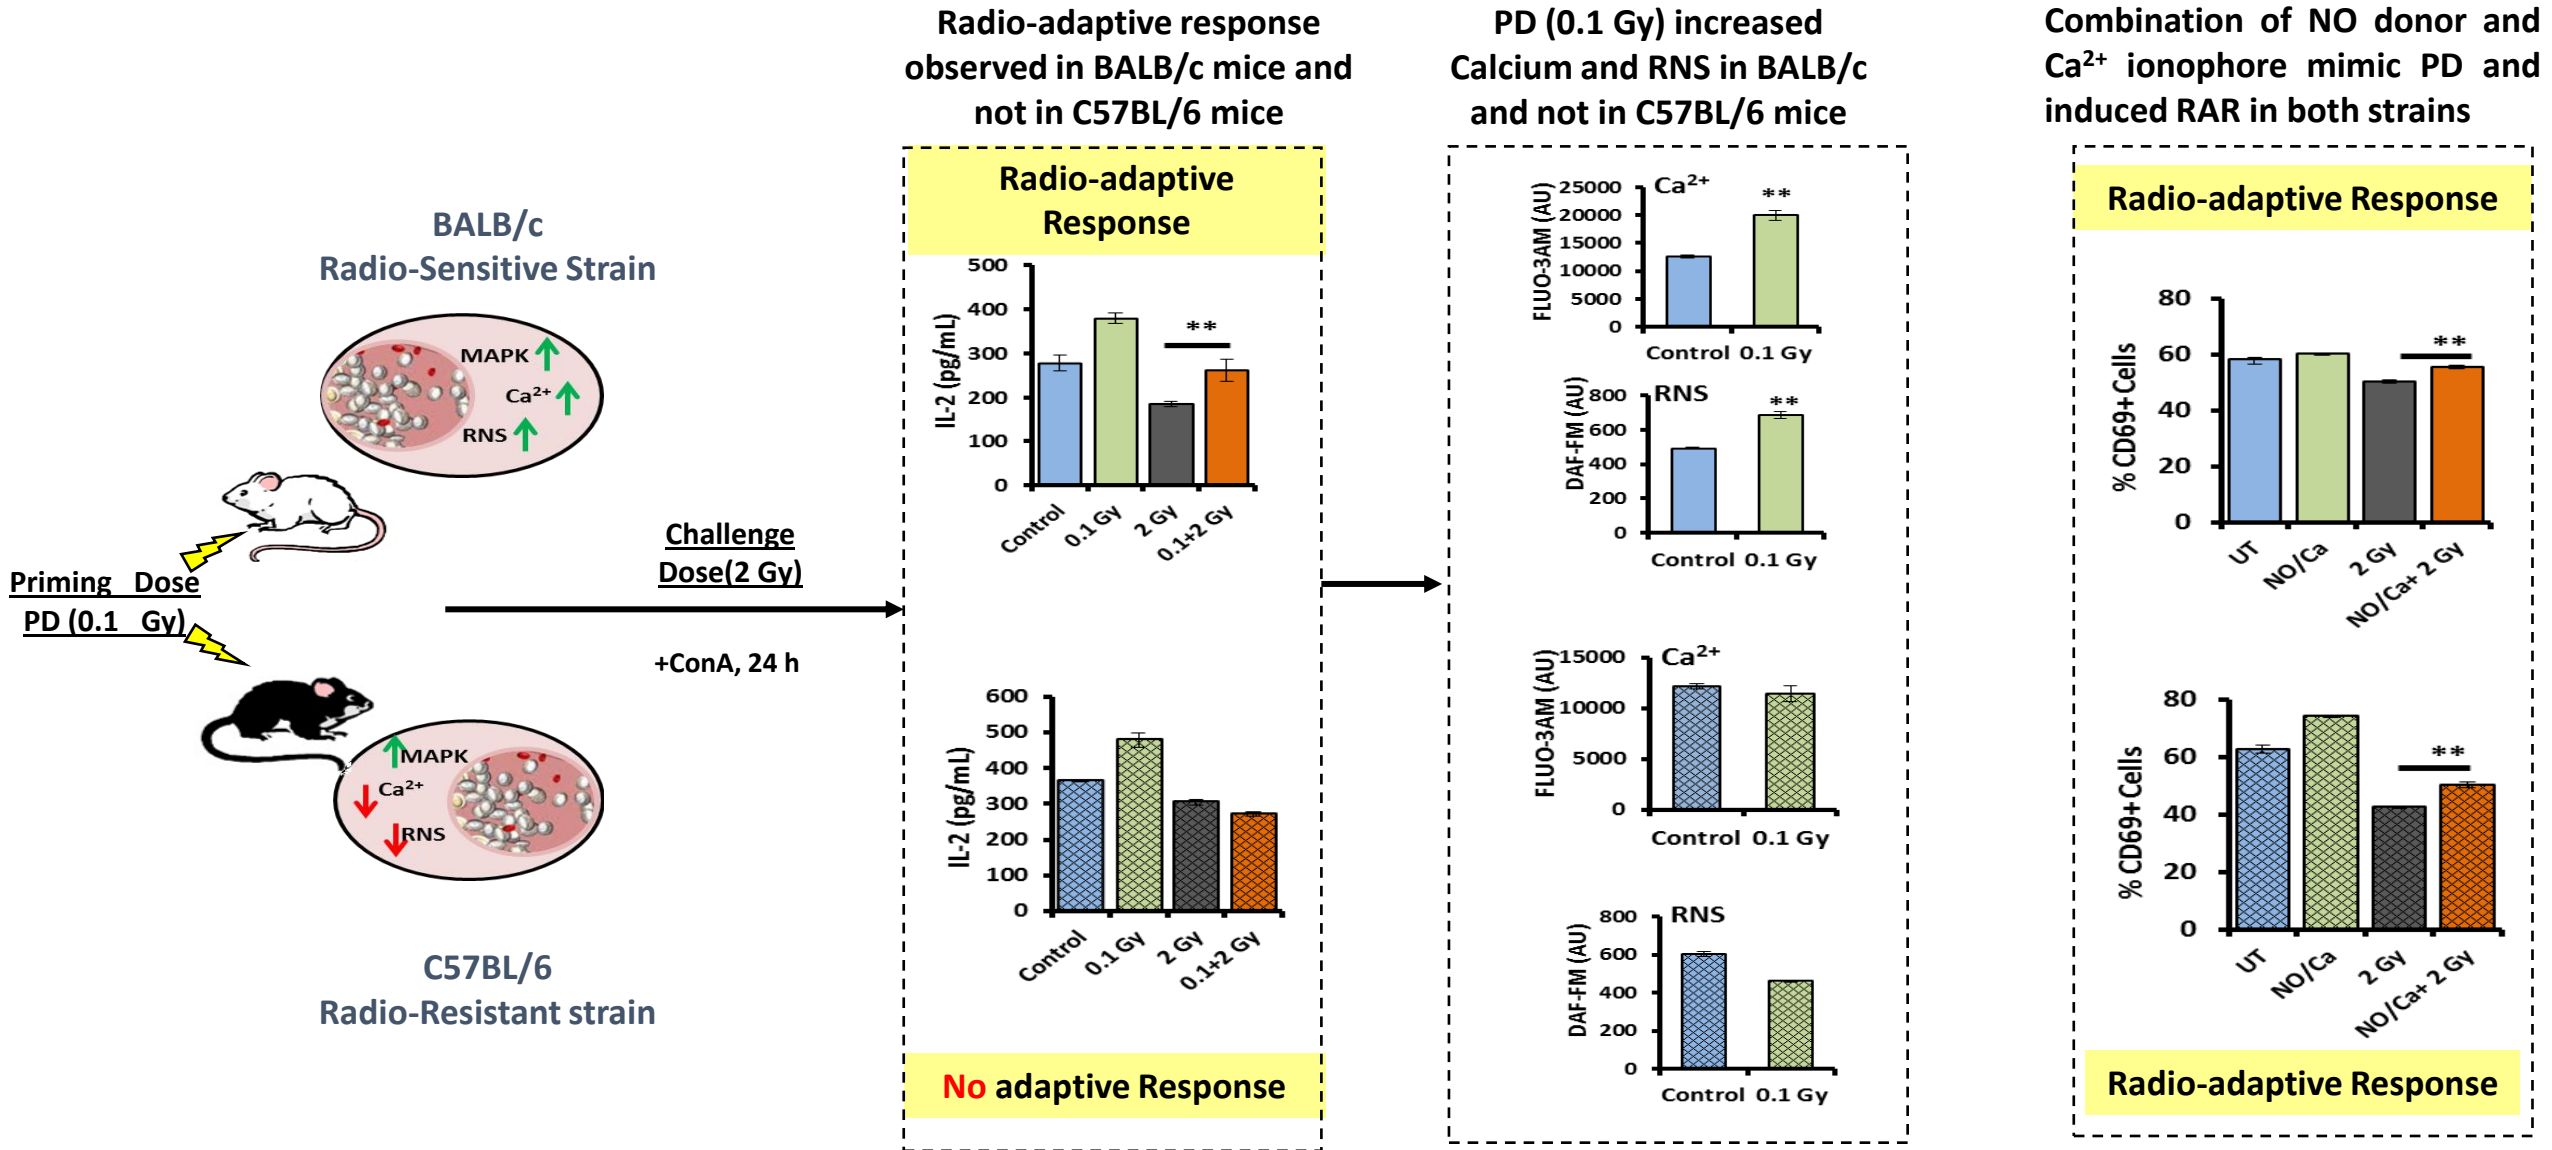 Radio-adaptive response
observed in BALB/c mice and
not in C57BL/6 mice
PD (0.1 Gy) increased
Calcium and RNS in BALB/c
and not in C57BL/6 mice
Combination of NO donor and
Ca²⁺ ionophore mimic PD and
induced RAR in both strains
BALB/c
Radio-Sensitive Strain
MAPK
Ca²⁺
RNS
Priming Dose
PD (0.1 Gy)
MAPK
Ca²⁺
RNS
C57BL/6
Radio-Resistant strain
Challenge
Dose(2 Gy)
+ConA, 24 h
Radio-adaptive
Response
IL-2 (pg/mL)
500
400
300
200
100
0
**
Control
0.1 Gy
2 Gy
0.1+2 Gy
IL-2 (pg/mL)
600
500
400
300
200
100
0
Control
0.1 Gy
2 Gy
0.1+2 Gy
No adaptive Response
FLUO-3AM (AU)
25000
20000
15000
10000
5000
0
Ca²⁺
**
Control 0.1 Gy
DAF-FM (AU)
800
600
400
200
0
RNS
**
Control 0.1 Gy
FLUO-3AM (AU)
15000
10000
5000
0
Ca²⁺
Control 0.1 Gy
DAF-FM (AU)
800
600
400
200
0
RNS
Control 0.1 Gy
Radio-adaptive Response
% CD69+Cells
80
60
40
20
0
**
UT
NO/Ca
2 Gy
NO/Ca+ 2 Gy
% CD69+Cells
80
60
40
20
0
**
UT
NO/Ca
2 Gy
NO/Ca+ 2 Gy
Radio-adaptive Response